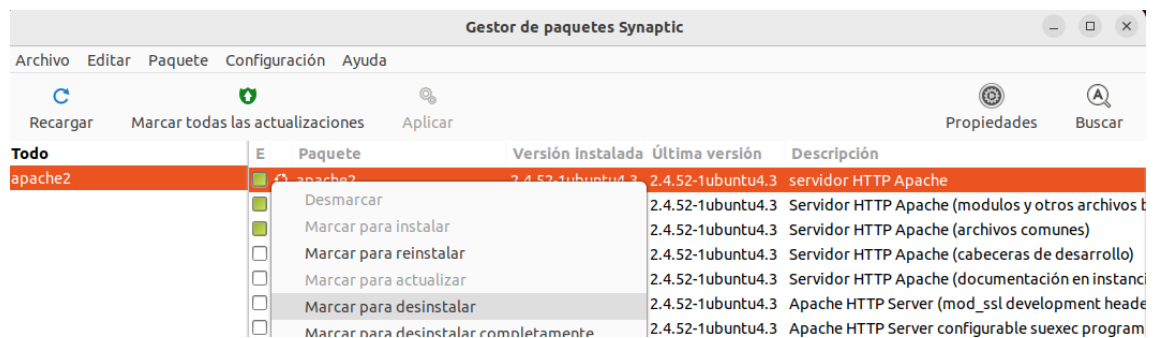 Gestor de paquetes Synaptic
Archivo Editar Paquete Configuración Ayuda
Recargar Marcar todas las actualizaciones Aplicar Propiedades Buscar
Todo E Paquete Versión instalada Última versión Descripción
apache2 apache2 2.4.52-1ubuntu4.3 2.4.52-1ubuntu4.3 servidor HTTP Apache
Desmarcar 2.4.52-1ubuntu4.3 Servidor HTTP Apache (modulos y otros archivos b
Marcar para instalar 2.4.52-1ubuntu4.3 Servidor HTTP Apache (archivos comunes)
Marcar para reinstalar 2.4.52-1ubuntu4.3 Servidor HTTP Apache (cabeceras de desarrollo)
Marcar para actualizar 2.4.52-1ubuntu4.3 Servidor HTTP Apache (documentación en instanci
Marcar para desinstalar 2.4.52-1ubuntu4.3 Apache HTTP Server (mod_ssl development heade
Marcar para desinstalar completamente 2.4.52-1ubuntu4.3 Apache HTTP Server configurable suexec program